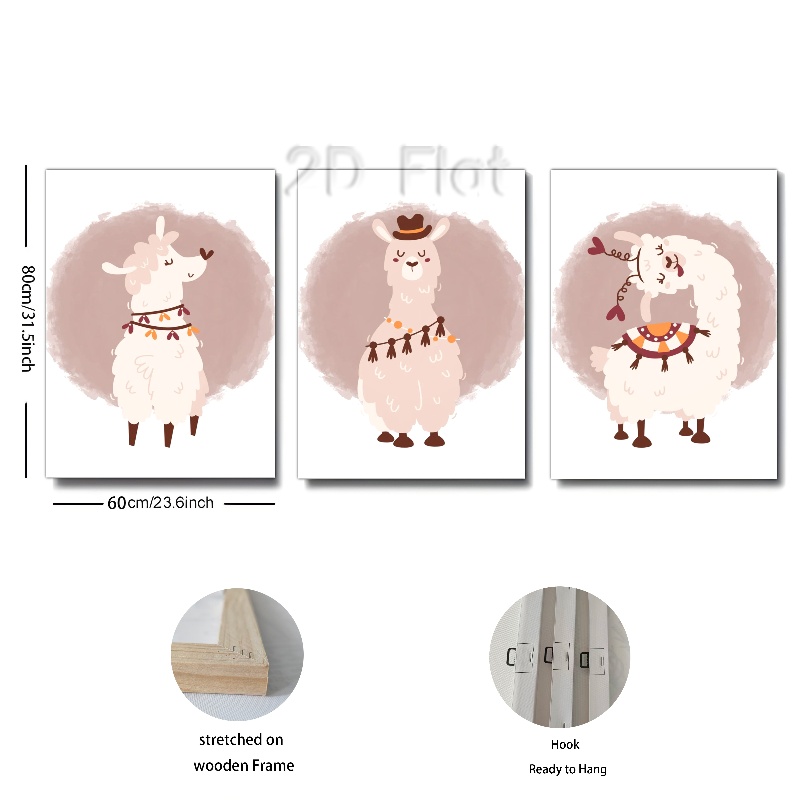 2D Flat
80cm/31.5inch
60cm/23.6inch
stretched on
wooden Frame
Hook
Ready to Hang